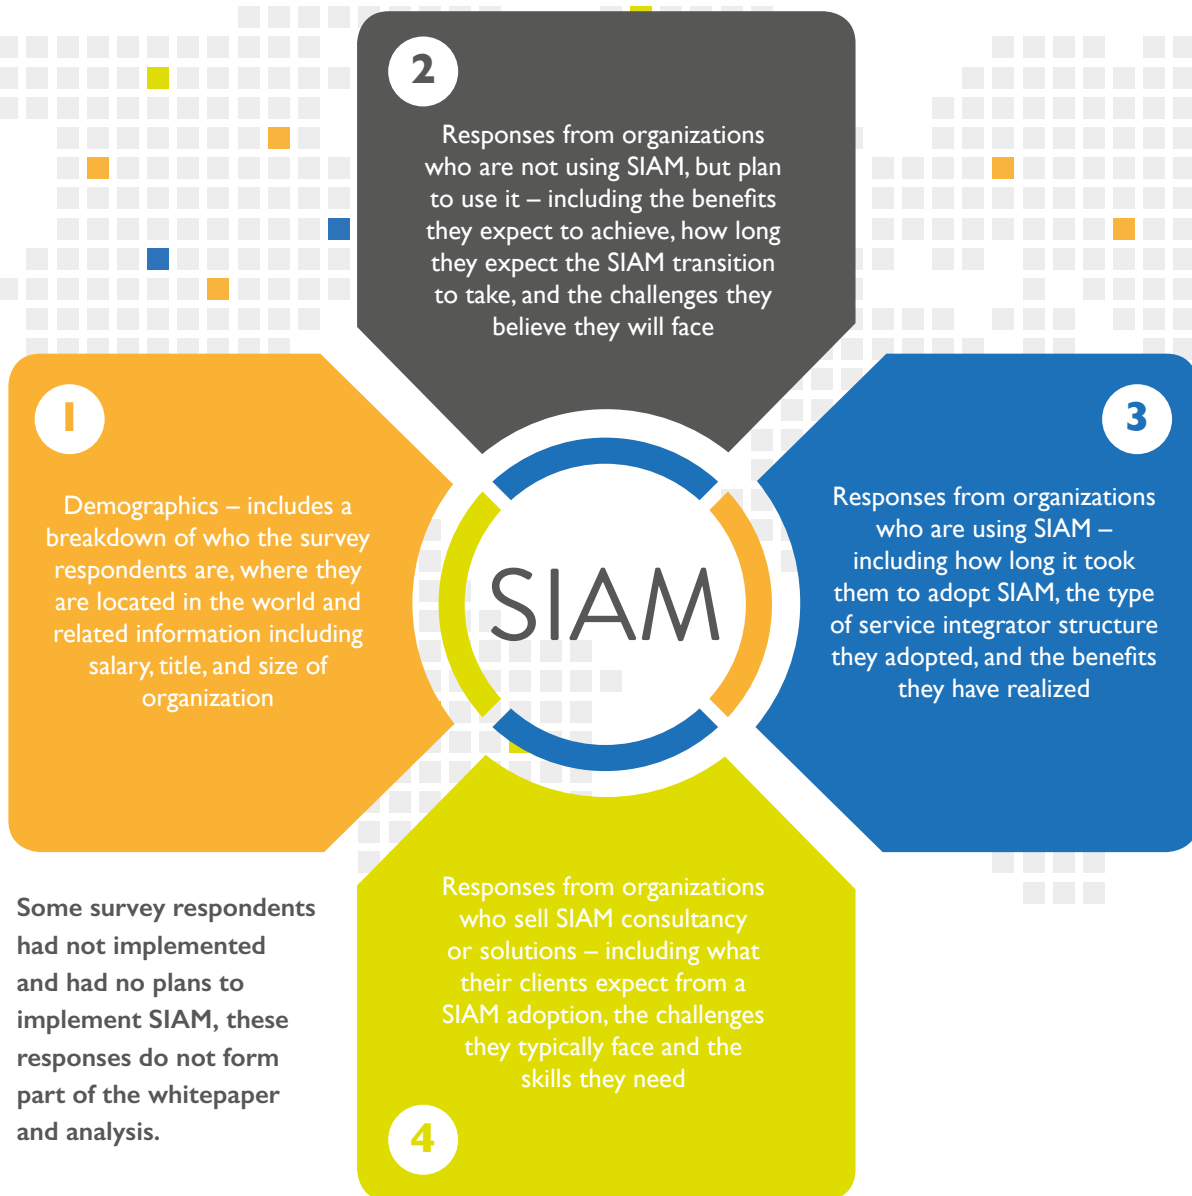 2
Responses from organizations
who are not using SIAM, but plan
to use it – including the benefits
they expect to achieve, how long
they expect the SIAM transition
to take, and the challenges they
believe they will face
1
Demographics – includes a
breakdown of who the survey
respondents are, where they
are located in the world and
related information including
salary, title, and size of
organization
SIAM
3
Responses from organizations
who are using SIAM –
including how long it took
them to adopt SIAM, the type
of service integrator structure
they adopted, and the benefits
they have realized
Some survey respondents
had not implemented
and had no plans to
implement SIAM, these
responses do not form
part of the whitepaper
and analysis.
Responses from organizations
who sell SIAM consultancy
or solutions – including what
their clients expect from a
SIAM adoption, the challenges
they typically face and the
skills they need
4